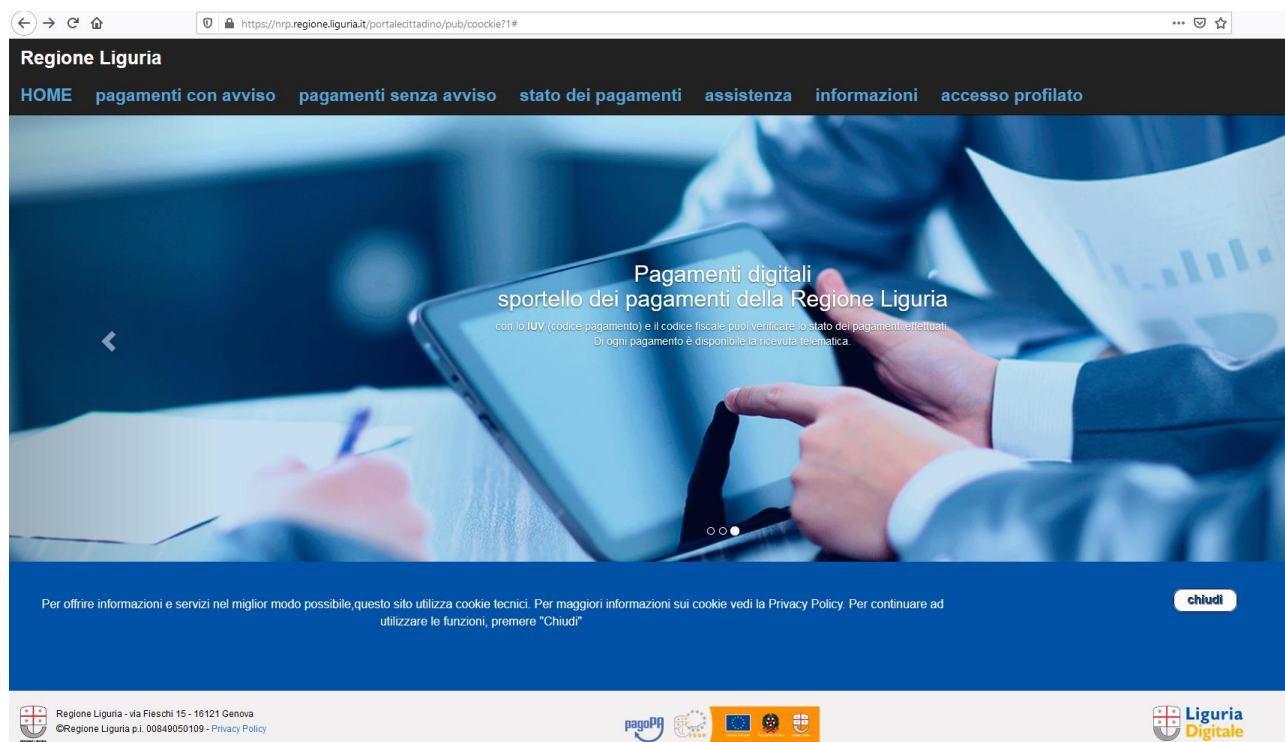 https://nrp.regione.liguria.it/portalecittadino/pub/coockie?1#
Regione Liguria
HOME pagamenti con avviso pagamenti senza avviso stato dei pagamenti assistenza informazioni accesso profilato
Pagamenti digitali
sportello dei pagamenti della Regione Liguria
con lo IUV (codice pagamento) e il codice fiscale puoi verificare lo stato dei pagamenti effettuati.
Di ogni pagamento è disponibile la ricevuta telematica.
Per offrire informazioni e servizi nel miglior modo possibile,questo sito utilizza cookie tecnici. Per maggiori informazioni sui cookie vedi la Privacy Policy. Per continuare ad
utilizzare le funzioni, premere "Chiudi"
chiudi
Regione Liguria - via Fieschi 15 - 16121 Genova
©Regione Liguria p.i. 00849050109 - Privacy Policy
pagoPA
Liguria
Digitale